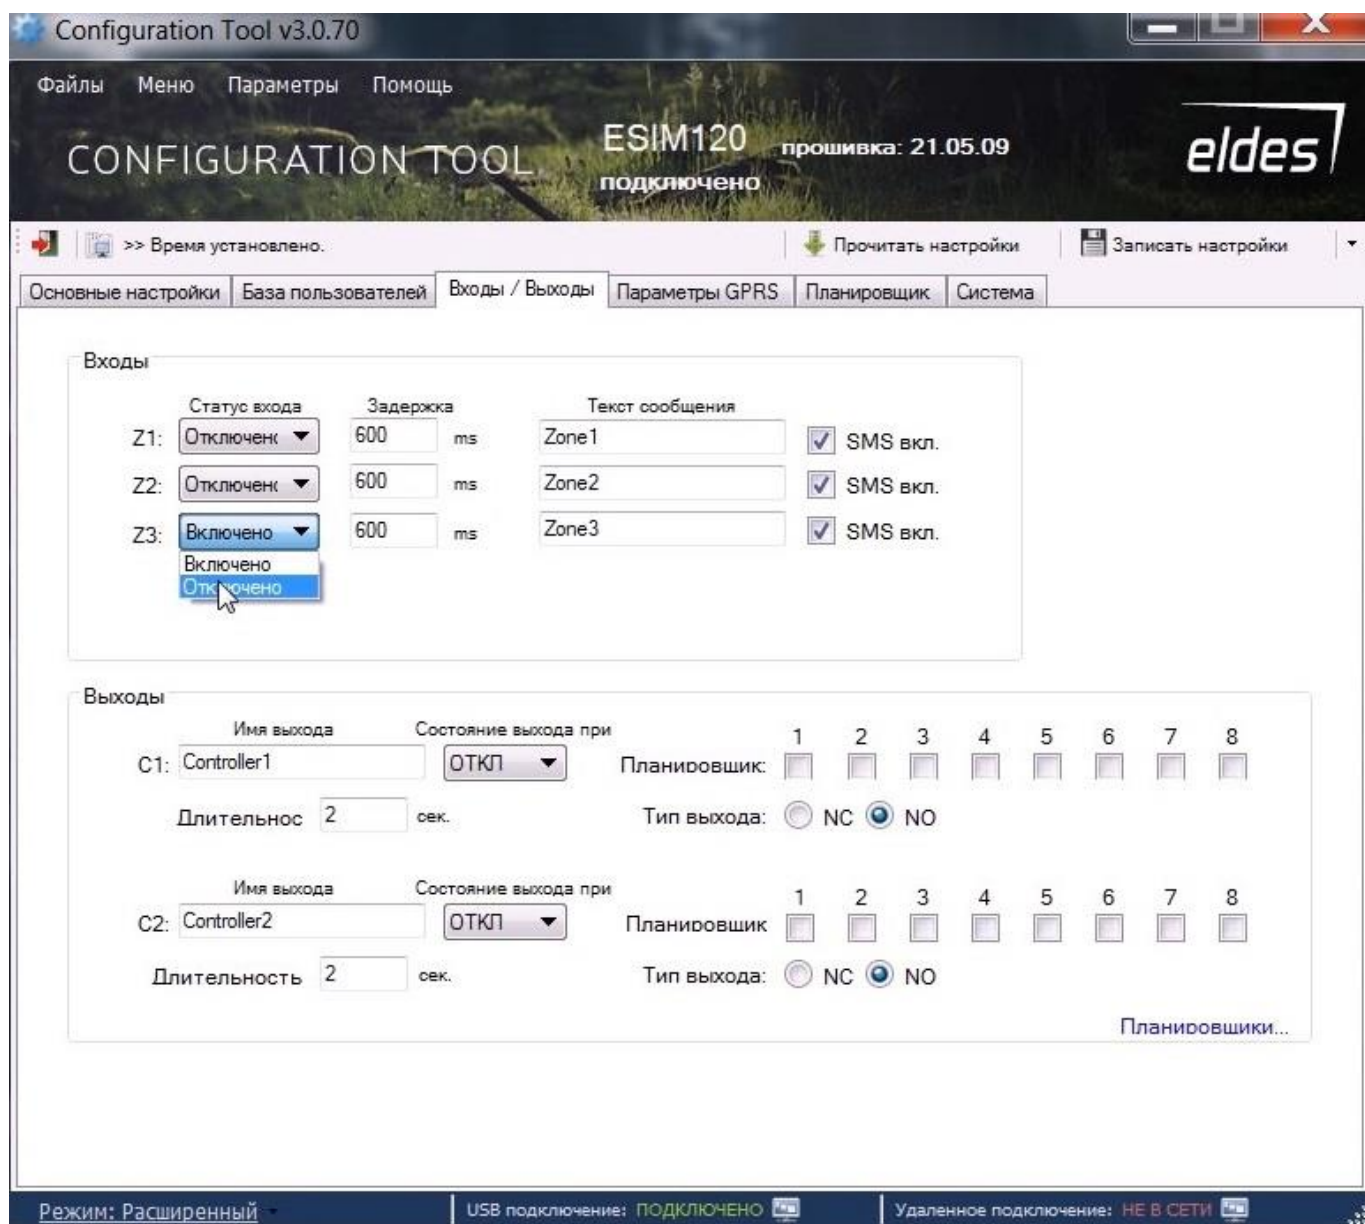 Configuration Tool v3.0.70
Файлы Меню Параметры Помощь
CONFIGURATION TOOL
ESIM120
подключено
прошивка: 21.05.09
eldes
>> Время установлено. Прочитать настройки Записать настройки
Основные настройки База пользователей Входы / Выходы Параметры GPRS Планировщик Система
Входы
Статус входа Задержка Текст сообщения
Z1: Отключенс 600 ms Zone1 SMS вкл.
Z2: Отключенс 600 ms Zone2 SMS вкл.
Z3: Включено 600 ms Zone3 SMS вкл.
Включено
Отключено
Выходы
Имя выхода Состояние выхода при 1 2 3 4 5 6 7 8
C1: Controller1 ОТКЛ Планировщик:
Длительнос 2 сек. Тип выхода: NC NO
Имя выхода Состояние выхода при 1 2 3 4 5 6 7 8
C2: Controller2 ОТКЛ Планировщик
Длительность 2 сек. Тип выхода: NC NO
Планировщики...
Режим: Расширенный USB подключение: ПОДКЛЮЧЕНО Удаленное подключение: НЕ В СЕТИ